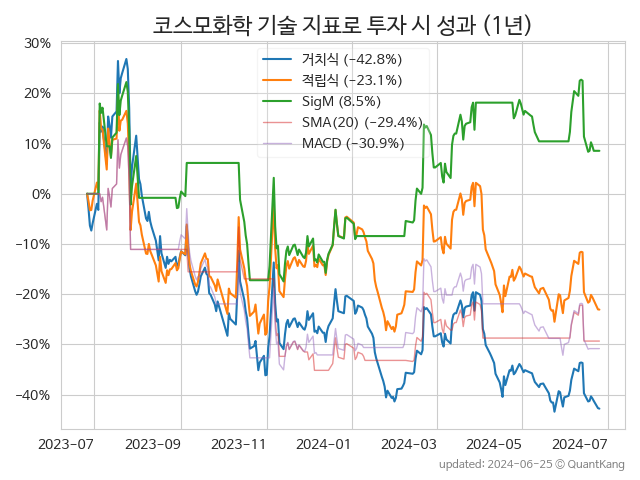 코스모화학 기술 지표로 투자 시 성과 (1년)
30%
20%
10%
0%
−10%
−20%
−30%
−40%
거치식 (−42.8%)
적립식 (−23.1%)
SigM (8.5%)
SMA(20) (−29.4%)
MACD (−30.9%)
2023−07 2023−09 2023−11 2024−01 2024−03 2024−05 2024−07
updated: 2024-06-25 © QuantKang